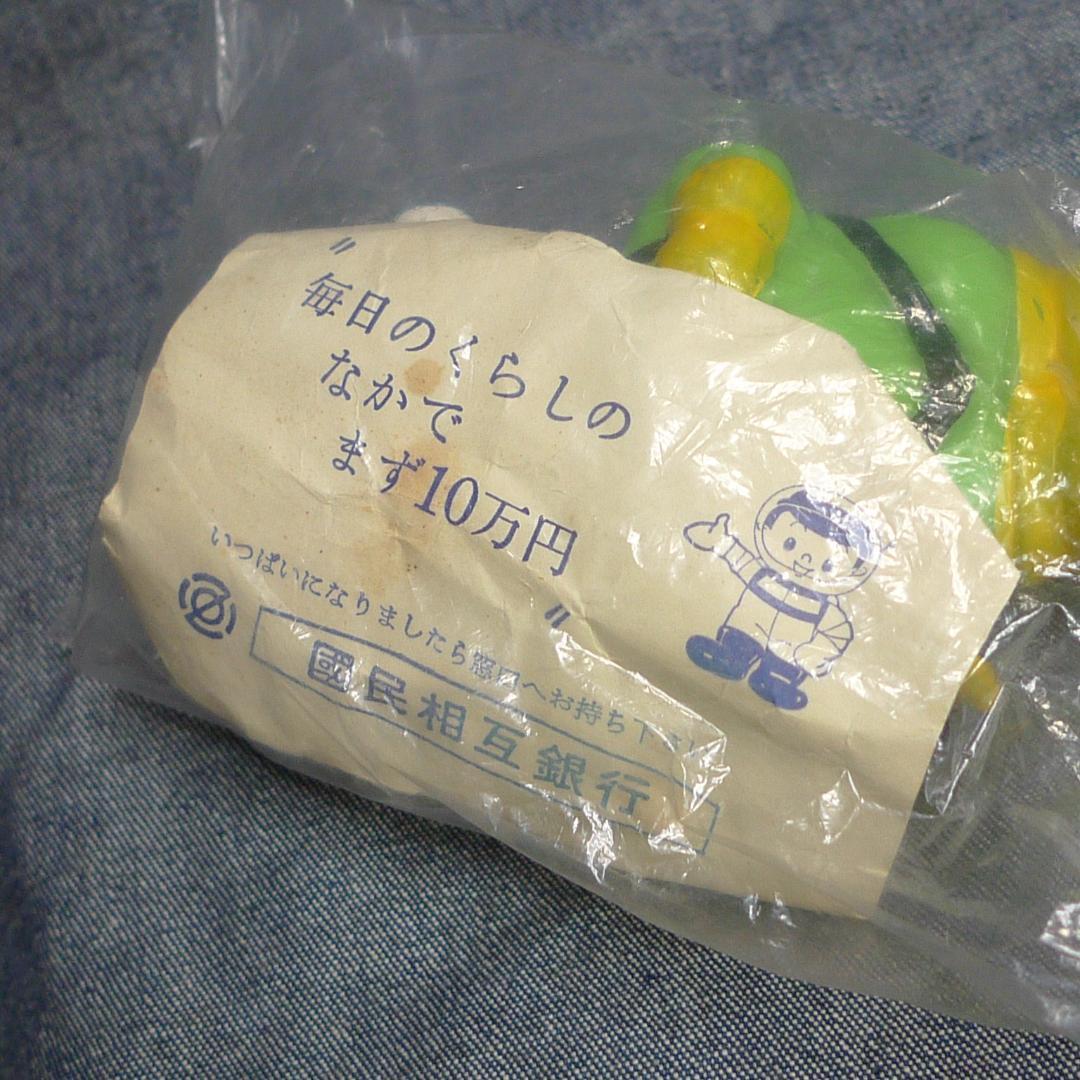 〃
毎日のくらしの
なかで
まず10万円
〃
いっぱいになりましたら窓口へお持ち下さい
國民相互銀行